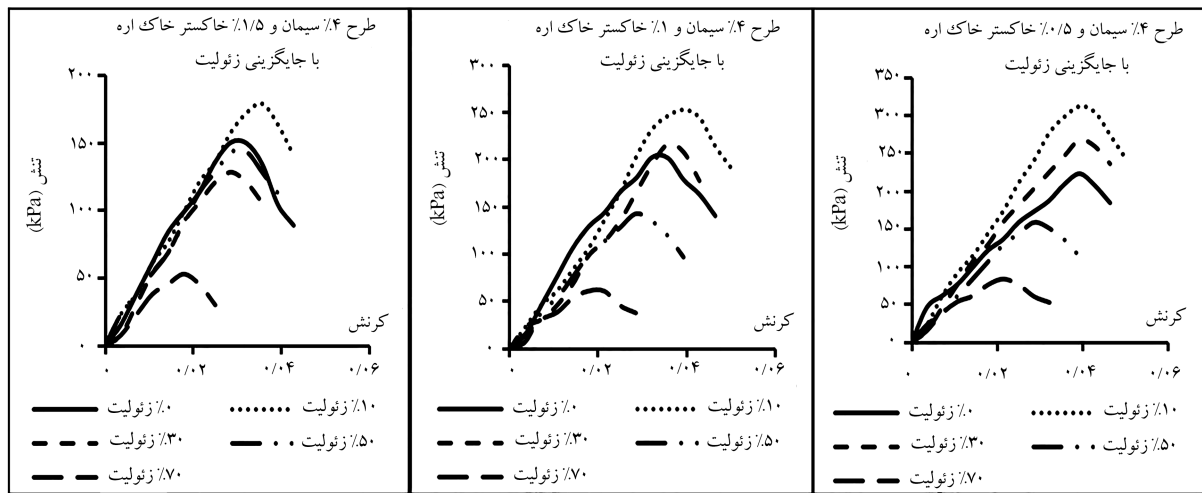 طرح ۴٪ سیمان و ۰/۵٪ خاکستر خاک اره
با جایگزینی زئولیت
۳۵۰
۳۰۰
۲۵۰
۲۰۰
۱۵۰
۱۰۰
۵۰
۰
تنش (kPa)
کرنش
۰ ۰/۰۲ ۰/۰۴ ۰/۰۶
۰٪ زئولیت
۱۰٪ زئولیت
۳۰٪ زئولیت
۵۰٪ زئولیت
۷۰٪ زئولیت
طرح ۴٪ سیمان و ۱٪ خاکستر خاک اره
با جایگزینی زئولیت
۳۰۰
۲۵۰
۲۰۰
۱۵۰
۱۰۰
۵۰
۰
تنش (kPa)
کرنش
۰ ۰/۰۲ ۰/۰۴ ۰/۰۶
۰٪ زئولیت
۱۰٪ زئولیت
۳۰٪ زئولیت
۵۰٪ زئولیت
۷۰٪ زئولیت
طرح ۴٪ سیمان و ۱/۵٪ خاکستر خاک اره
با جایگزینی زئولیت
۲۰۰
۱۵۰
۱۰۰
۵۰
۰
تنش (kPa)
کرنش
۰ ۰/۰۲ ۰/۰۴ ۰/۰۶
۰٪ زئولیت
۱۰٪ زئولیت
۳۰٪ زئولیت
۵۰٪ زئولیت
۷۰٪ زئولیت